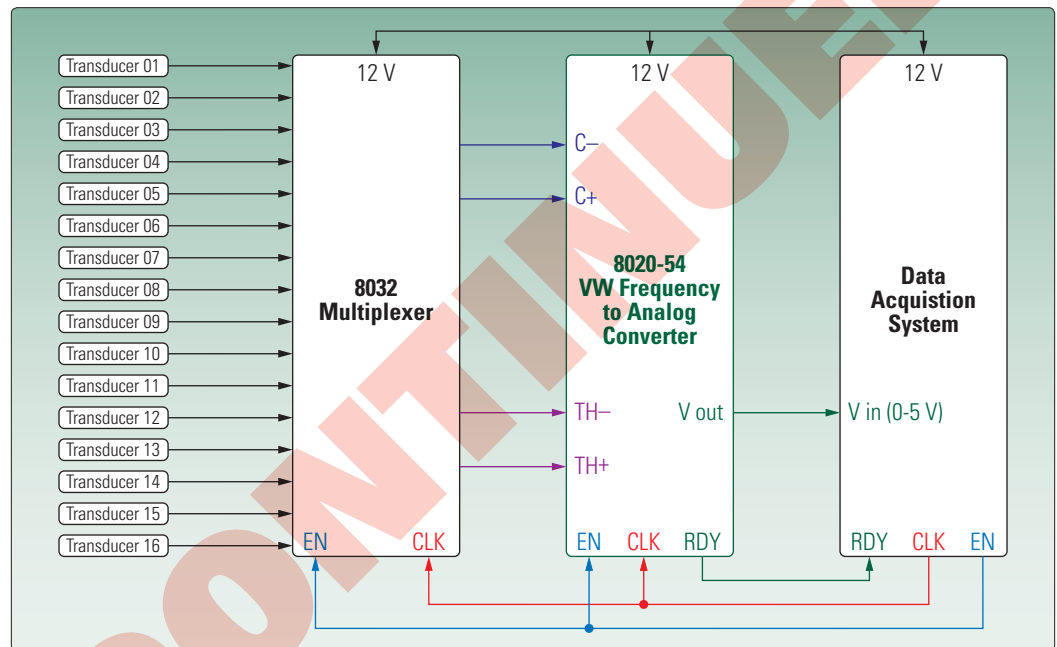 12 V
12 V
12 V
Transducer 01
Transducer 02
Transducer 03
Transducer 04
Transducer 05
Transducer 06
Transducer 07
Transducer 08
Transducer 09
Transducer 10
Transducer 11
Transducer 12
Transducer 13
Transducer 14
Transducer 15
Transducer 16
8032
Multiplexer
EN
CLK
C–
C+
8020-54
VW Frequency
to Analog
Converter
TH–
V out
TH+
EN
CLK
RDY
Data
Acquistion
System
V in (0-5 V)
RDY
CLK
EN
ONTINUE